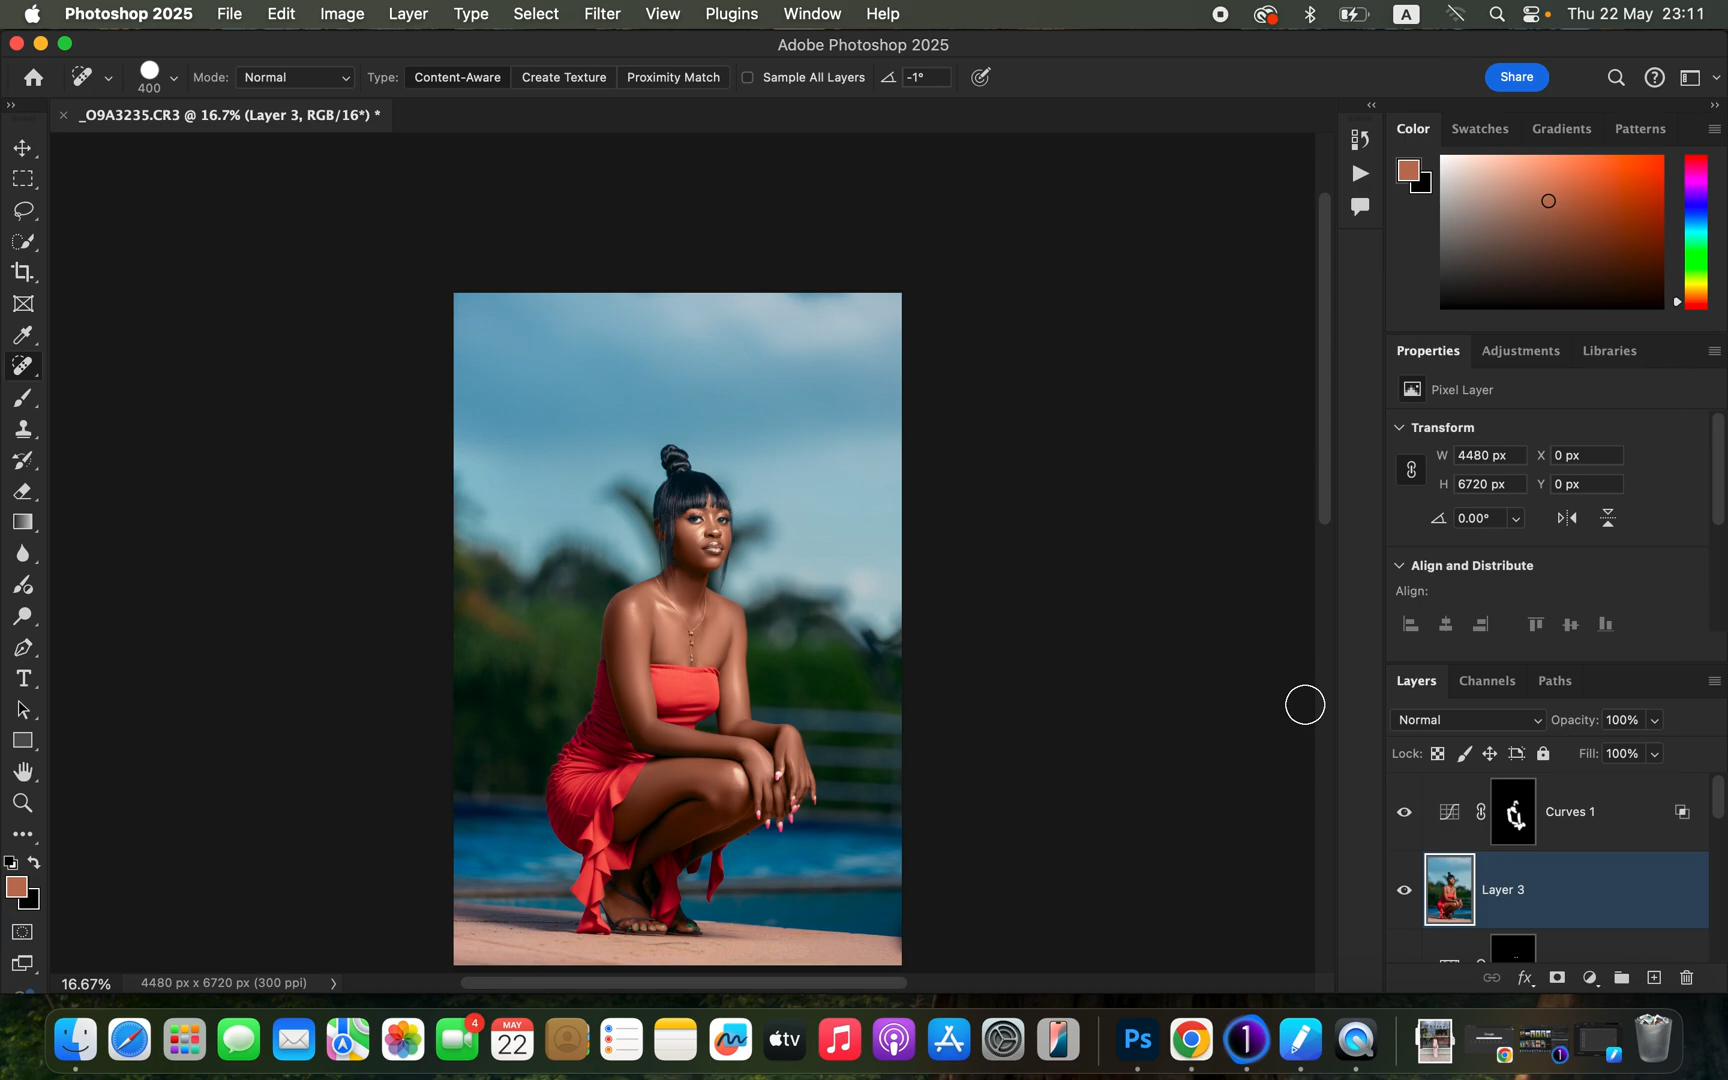 Photoshop 2025 File Edit Image Layer Type Select Filter View Plugins Window Help A Thu 22 May 23:11
Adobe Photoshop 2025
400 Mode: Normal Type: Content-Aware Create Texture Proximity Match Sample All Layers -1° Share
_O9A3235.CR3 @ 16.7% (Layer 3, RGB/16*) *
Color Swatches Gradients Patterns
Properties Adjustments Libraries
Pixel Layer
Transform
W 4480 px X 0 px
H 6720 px Y 0 px
0.00°
Align and Distribute
Align:
Layers Channels Paths
Normal Opacity: 100%
Lock: Fill: 100%
Curves 1
Layer 3
fx
16.67% 4480 px x 6720 px (300 ppi)
4
MAY
22
tv
Ps
1